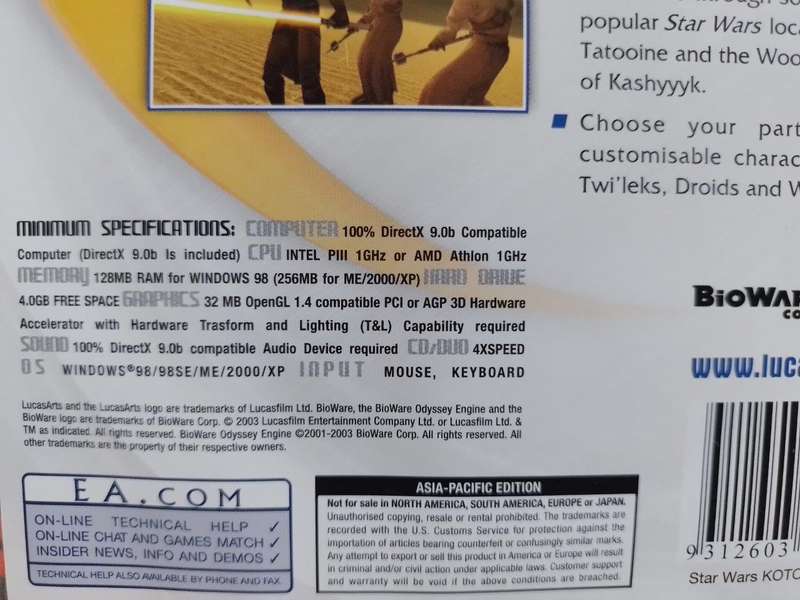 popular Star Wars
Tatooine and the
of Kashyyyk.
Choose your
customisable
Twi'leks, Droids and
MINIMUM SPECIFICATIONS: COMPUTER 100% DirectX 9.0b Compatible
Computer (DirectX 9.0b Is included) CPU INTEL PIII 1GHz or AMD Athlon 1GHz
MEMORY 128MB RAM for WINDOWS 98 (256MB for ME/2000/XP) HARD DRIVE
4.0GB FREE SPACE GRAPHICS 32 MB OpenGL 1.4 compatible PCI or AGP 3D Hardware
Accelerator with Hardware Trasform and Lighting (T&L) Capability required
SOUND 100% DirectX 9.0b compatible Audio Device required CD/DVD 4XSPEED
OS WINDOWS®98/98SE/ME/2000/XP INPUT MOUSE, KEYBOARD
LucasArts and the LucasArts logo are trademarks of Lucasfilm Ltd. BioWare, the BioWare Odyssey Engine and the
BioWare logo are trademarks of BioWare Corp. © 2003 Lucasfilm Entertainment Company Ltd. or Lucasfilm Ltd. &
TM as indicated. All rights reserved. BioWare Odyssey Engine ©2001-2003 BioWare Corp. All rights reserved. All
other trademarks are the property of their respective owners.
EA.COM
ON-LINE TECHNICAL HELP ✓
ON-LINE CHAT AND GAMES MATCH ✓
INSIDER NEWS, INFO AND DEMOS ✓
TECHNICAL HELP ALSO AVAILABLE BY PHONE AND FAX.
ASIA-PACIFIC EDITION
Not for sale in NORTH AMERICA, SOUTH AMERICA, EUROPE or JAPAN.
Unauthorised copying, resale or rental prohibited. The trademarks are
recorded with the U.S. Customs Service for protection against the
importation of articles bearing counterfeit or confusingly similar marks.
Any attempt to export or sell this product in America or Europe will result
in criminal and/or civil action under applicable laws. Customer support
and warranty will be void if the above conditions are breached.
BIOWAR
CO
www.luca
9 312603
Star Wars KOTO